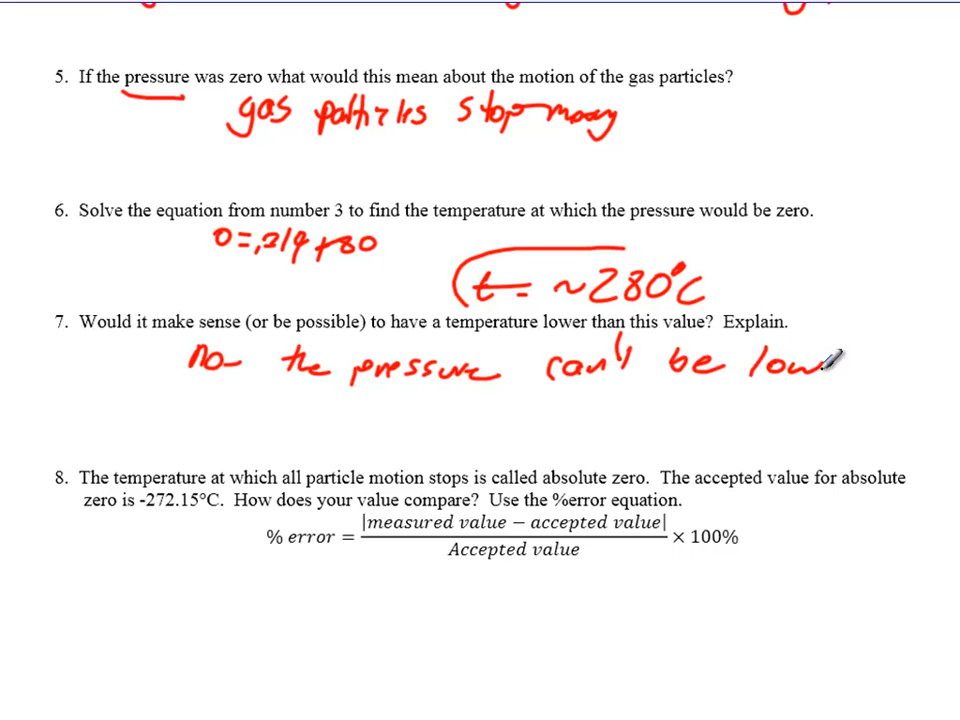 5. If the pressure was zero what would this mean about the motion of the gas particles?
gas stop
6. Solve the equation from number 3 to find the temperature at which the pressure would be zero.
t = ~280°C
7. Would it make sense (or be possible) to have a temperature lower than this value? Explain.
no the pressure can't be low
8. The temperature at which all particle motion stops is called absolute zero. The accepted value for absolute
zero is -272.15°C. How does your value compare? Use the %error equation.
% error = |measured value − accepted value| / Accepted value × 100%